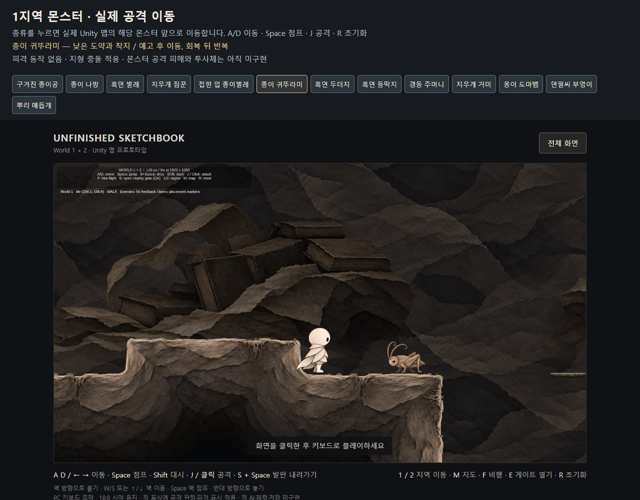 1지역 몬스터 · 실제 공격 이동
종류를 누르면 실제 Unity 맵의 해당 몬스터 앞으로 이동합니다. A/D 이동 · Space 점프 · J 공격 · R 초기화
종이 귀뚜라미 — 낮은 도약과 착지 / 예고 후 이동, 회복 뒤 반복
피격 동작 없음 · 지형 충돌 적용 · 몬스터 공격 피해와 투사체는 아직 미구현
구겨진 종이공 종이 나방 흑연 벌레 지우개 짐꾼 접힌 입 종이벌레 종이 귀뚜라미 흑연 두더지 흑연 등딱지 경등 주머니 지우개 거미 옹이 도마뱀 연필씨 부엉이
뿌리 매듭개
UNFINISHED SKETCHBOOK
World 1 + 2 · Unity 맵 프로토타입
전체 화면
화면을 클릭한 후 키보드로 플레이하세요
A D / ← → 이동 · Space 점프 · Shift 대시 · J / 클릭 공격 · S + Space 발판 내려가기
1 / 2 지역 이동 · M 지도 · F 비행 · E 게이트 열기 · R 초기화